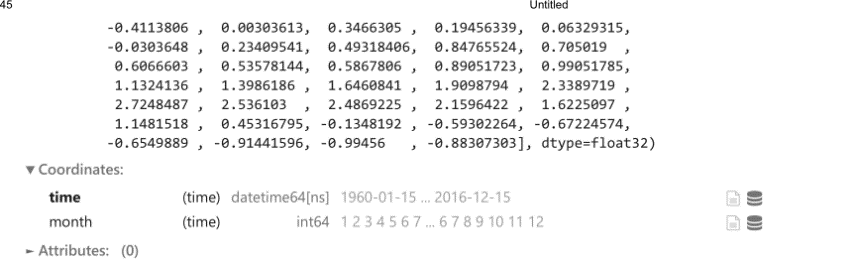 45 Untitled
-0.4113806 , 0.00303613, 0.3466305 , 0.19456339, 0.06329315,
-0.0303648 , 0.23409541, 0.49318406, 0.84765524, 0.705019 ,
0.6066603 , 0.53578144, 0.5867806 , 0.89051723, 0.99051785,
1.1324136 , 1.3986186 , 1.6460841 , 1.9098794 , 2.3389719 ,
2.7248487 , 2.536103 , 2.4869225 , 2.1596422 , 1.6225097 ,
1.1481518 , 0.45316795, -0.1348192 , -0.59302264, -0.67224574,
-0.6549889 , -0.91441596, -0.99456 , -0.88307303], dtype=float32)
▼ Coordinates:
time (time) datetime64[ns] 1960-01-15 ... 2016-12-15
month (time) int64 1 2 3 4 5 6 7 ... 6 7 8 9 10 11 12
► Attributes: (0)